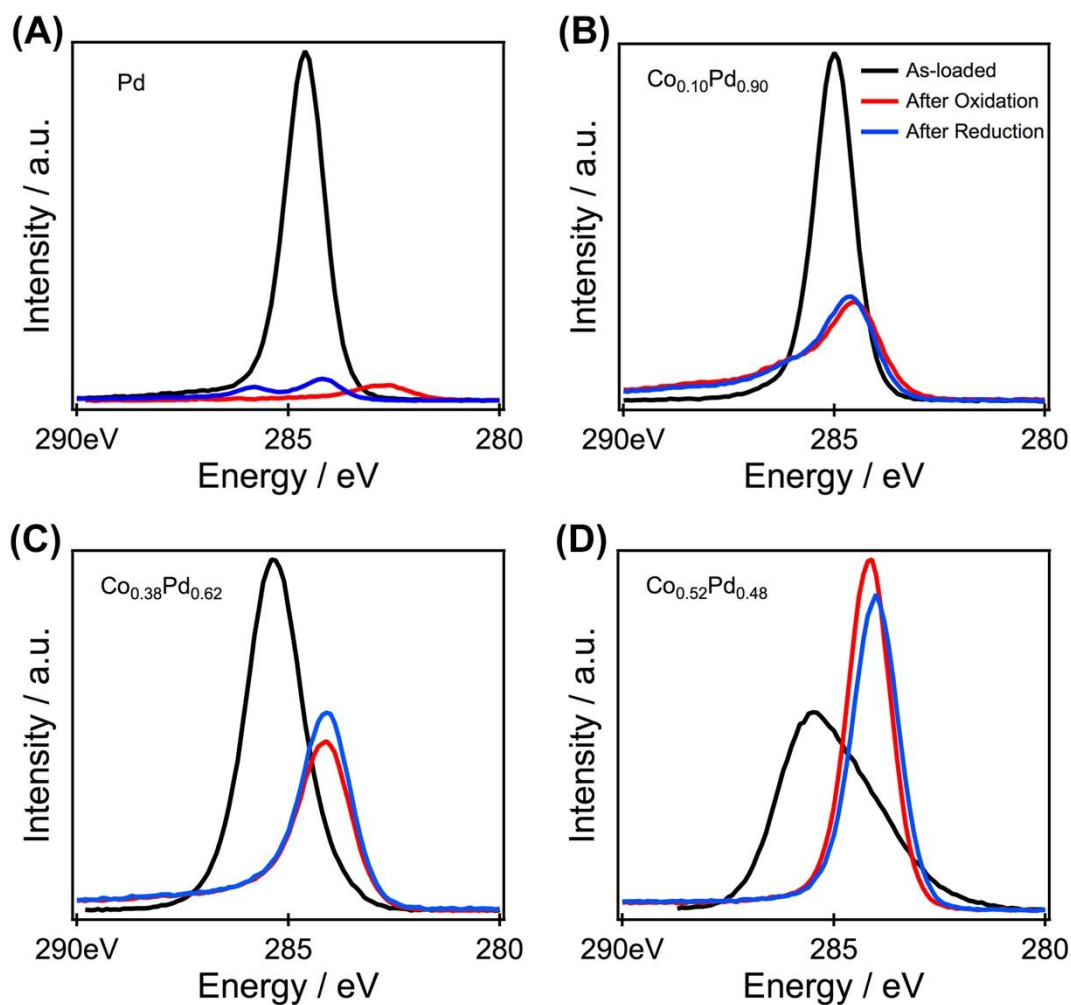 (A)
Pd
Intensity / a.u.
290eV 285 280
Energy / eV
(B)
Co0.10Pd0.90
As-loaded
After Oxidation
After Reduction
Intensity / a.u.
290eV 285 280
Energy / eV
(C)
Co0.38Pd0.62
Intensity / a.u.
290eV 285 280
Energy / eV
(D)
Co0.52Pd0.48
Intensity / a.u.
290eV 285 280
Energy / eV